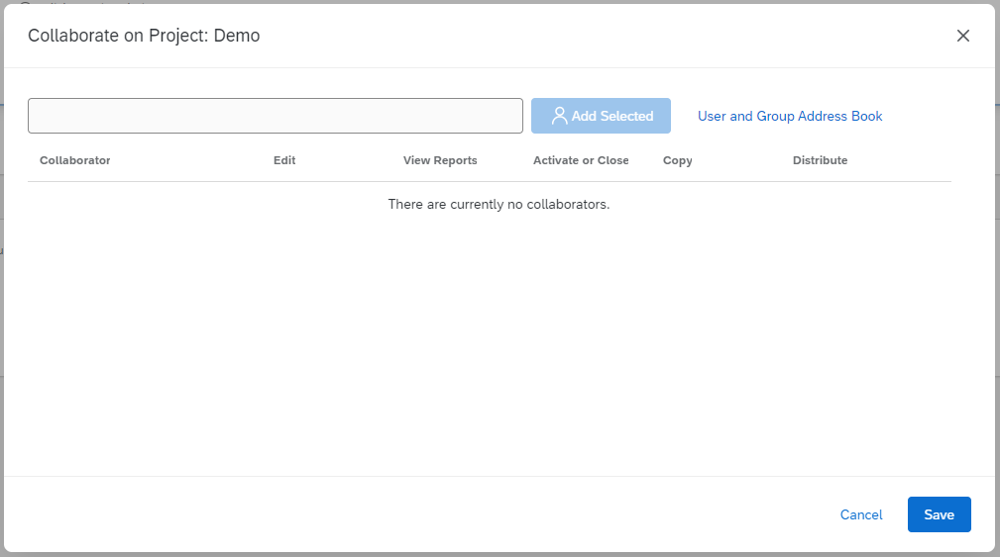 Collaborate on Project: Demo
Add Selected
User and Group Address Book
Collaborator Edit View Reports Activate or Close Copy Distribute
There are currently no collaborators.
Cancel Save